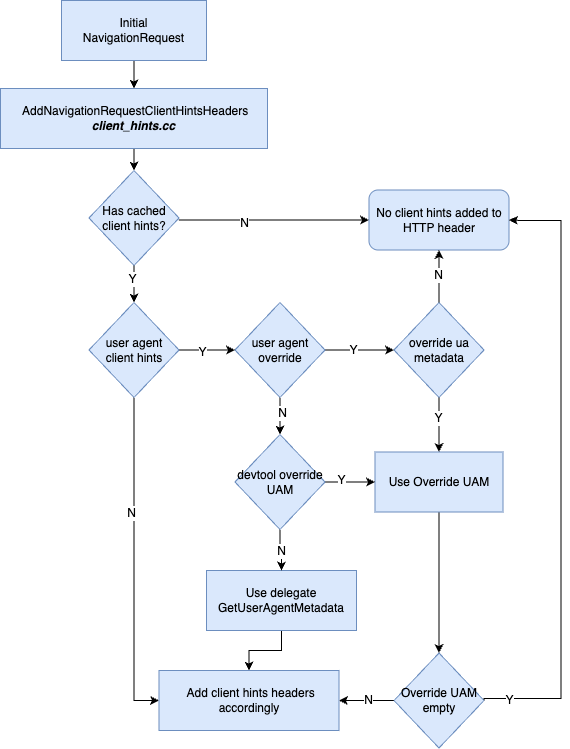 Initial
NavigationRequest
AddNavigationRequestClientHintsHeaders
client_hints.cc
Has cached
client hints?
N
No client hints added to
HTTP header
Y
N
user agent
client hints
Y
user agent
override
Y
override ua
metadata
N
Y
devtool override
UAM
Y
Use Override UAM
N
N
Use delegate
GetUserAgentMetadata
Add client hints headers
accordingly
N
Override UAM
empty
Y